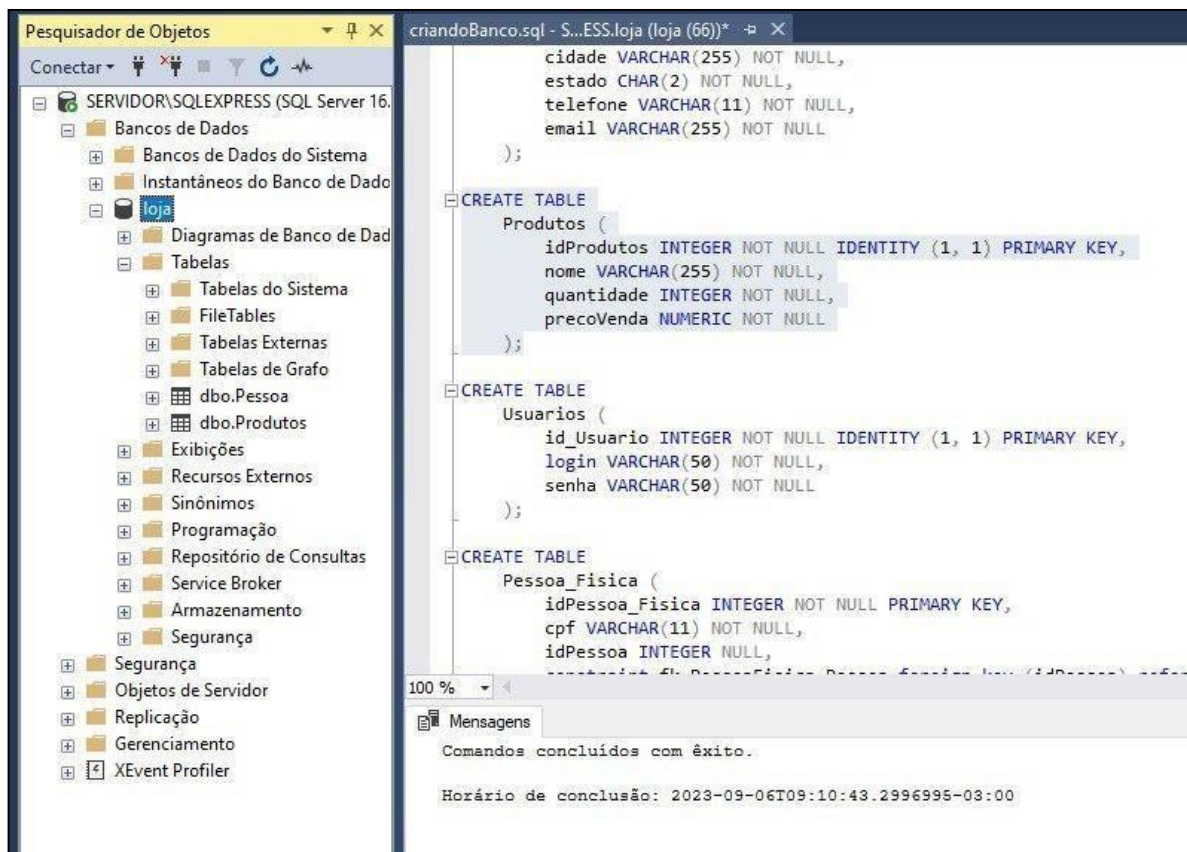 Pesquisador de Objetos
Conectar
SERVIDOR\SQLEXPRESS (SQL Server 16.
Bancos de Dados
Bancos de Dados do Sistema
Instantâneos do Banco de Dado
loja
Diagramas de Banco de Dad
Tabelas
Tabelas do Sistema
FileTables
Tabelas Externas
Tabelas de Grafo
dbo.Pessoa
dbo.Produtos
Exibições
Recursos Externos
Sinônimos
Programação
Repositório de Consultas
Service Broker
Armazenamento
Segurança
Segurança
Objetos de Servidor
Replicação
Gerenciamento
XEvent Profiler
criandoBanco.sql - S...ESS.loja (loja (66))*
cidade VARCHAR(255) NOT NULL,
estado CHAR(2) NOT NULL,
telefone VARCHAR(11) NOT NULL,
email VARCHAR(255) NOT NULL
);
CREATE TABLE
Produtos (
idProdutos INTEGER NOT NULL IDENTITY (1, 1) PRIMARY KEY,
nome VARCHAR(255) NOT NULL,
quantidade INTEGER NOT NULL,
precoVenda NUMERIC NOT NULL
);
CREATE TABLE
Usuarios (
id_Usuario INTEGER NOT NULL IDENTITY (1, 1) PRIMARY KEY,
login VARCHAR(50) NOT NULL,
senha VARCHAR(50) NOT NULL
);
CREATE TABLE
Pessoa_Fisica (
idPessoa_Fisica INTEGER NOT NULL PRIMARY KEY,
cpf VARCHAR(11) NOT NULL,
idPessoa INTEGER NULL,
100 %
Mensagens
Comandos concluídos com êxito.
Horário de conclusão: 2023-09-06T09:10:43.2996995-03:00